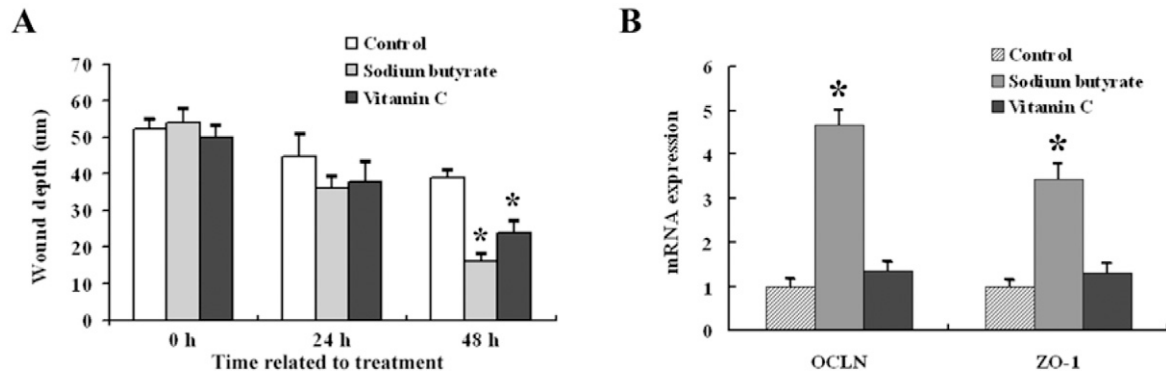 A
Control
Sodium butyrate
Vitamin C
70
60
50
40
30
20
10
0
Wound depth (um)
*
*
0 h
24 h
48 h
Time related to treatment
B
Control
Sodium butyrate
Vitamin C
6
5
4
3
2
1
0
mRNA expression
*
*
OCLN
ZO-1